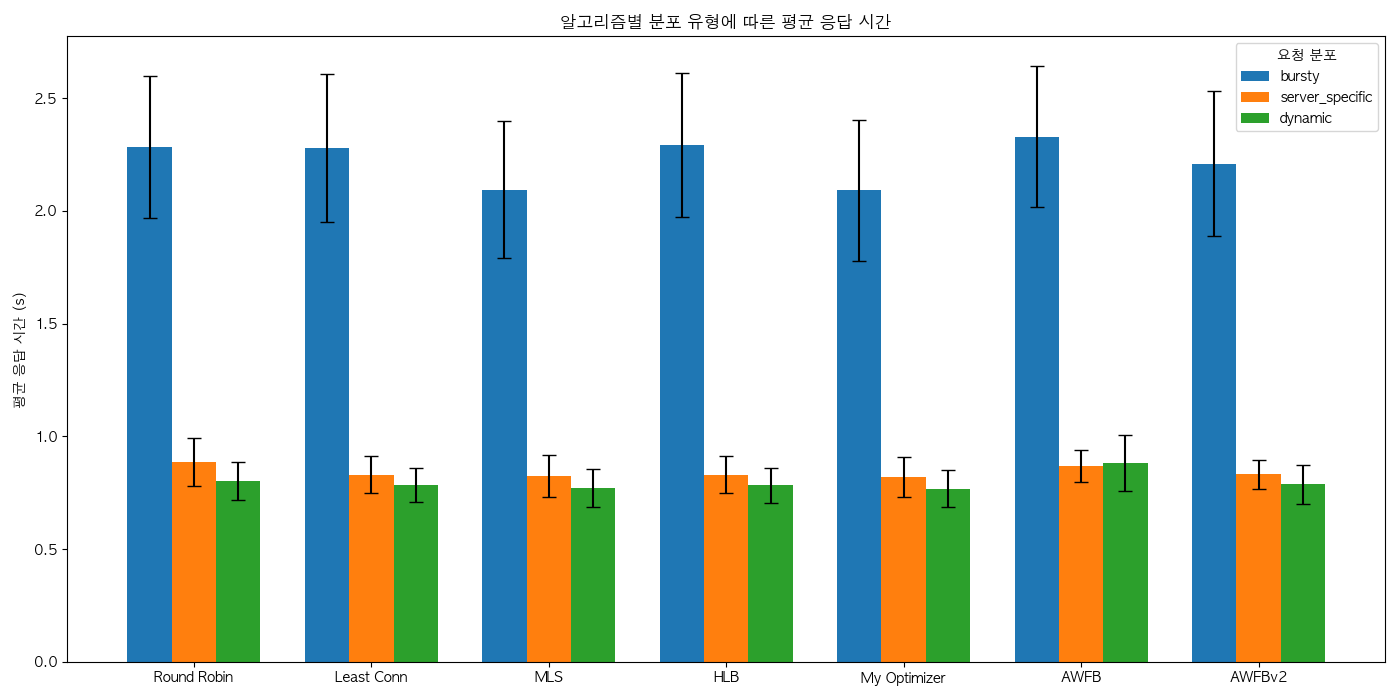 알고리즘별 분포 유형에 따른 평균 응답 시간
요청 분포
bursty
server_specific
dynamic
평균 응답 시간 (s)
2.5
2.0
1.5
1.0
0.5
0.0
Round Robin
Least Conn
MLS
HLB
My Optimizer
AWFB
AWFBv2